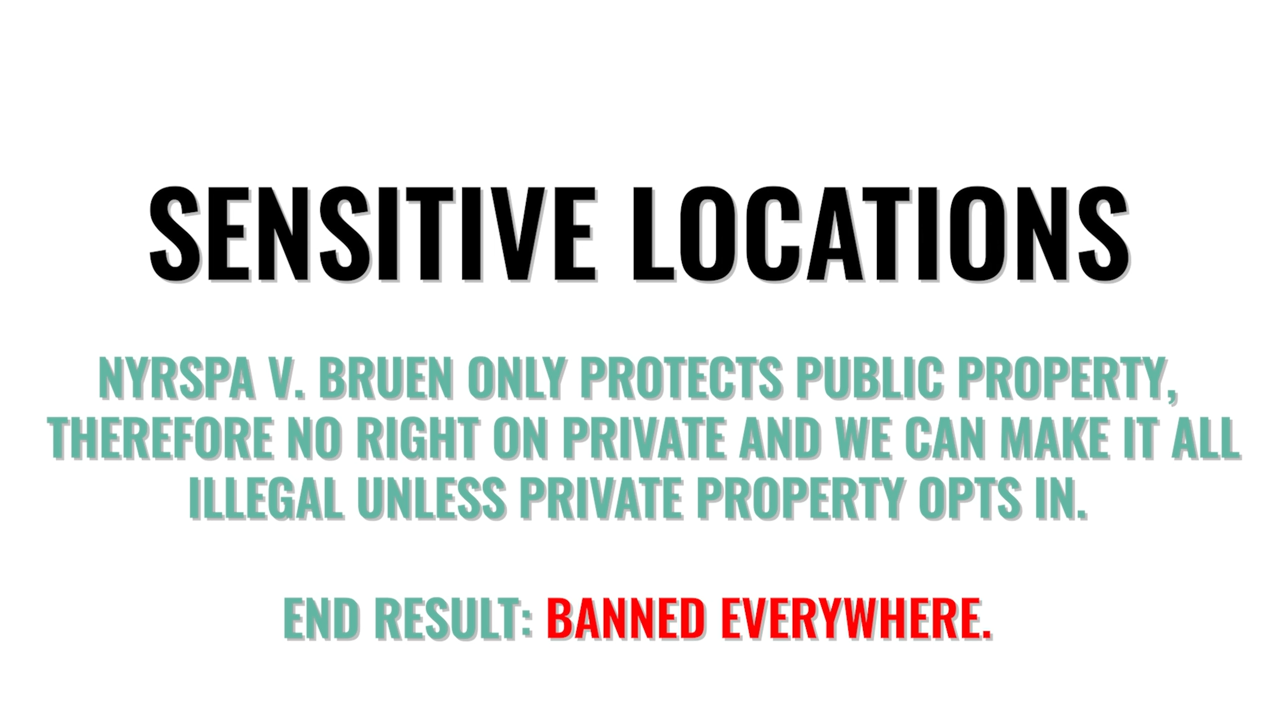 SENSITIVE LOCATIONS
NYRSPA V. BRUEN ONLY PROTECTS PUBLIC PROPERTY,
THEREFORE NO RIGHT ON PRIVATE AND WE CAN MAKE IT ALL
ILLEGAL UNLESS PRIVATE PROPERTY OPTS IN.
END RESULT: BANNED EVERYWHERE.